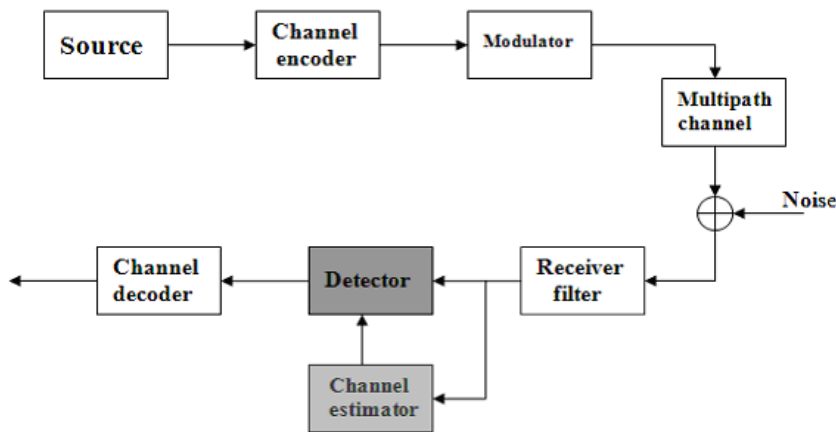 Source
Channel
encoder
Modulator
Multipath
channel
Noise
Receiver
filter
Detector
Channel
decoder
Channel
estimator